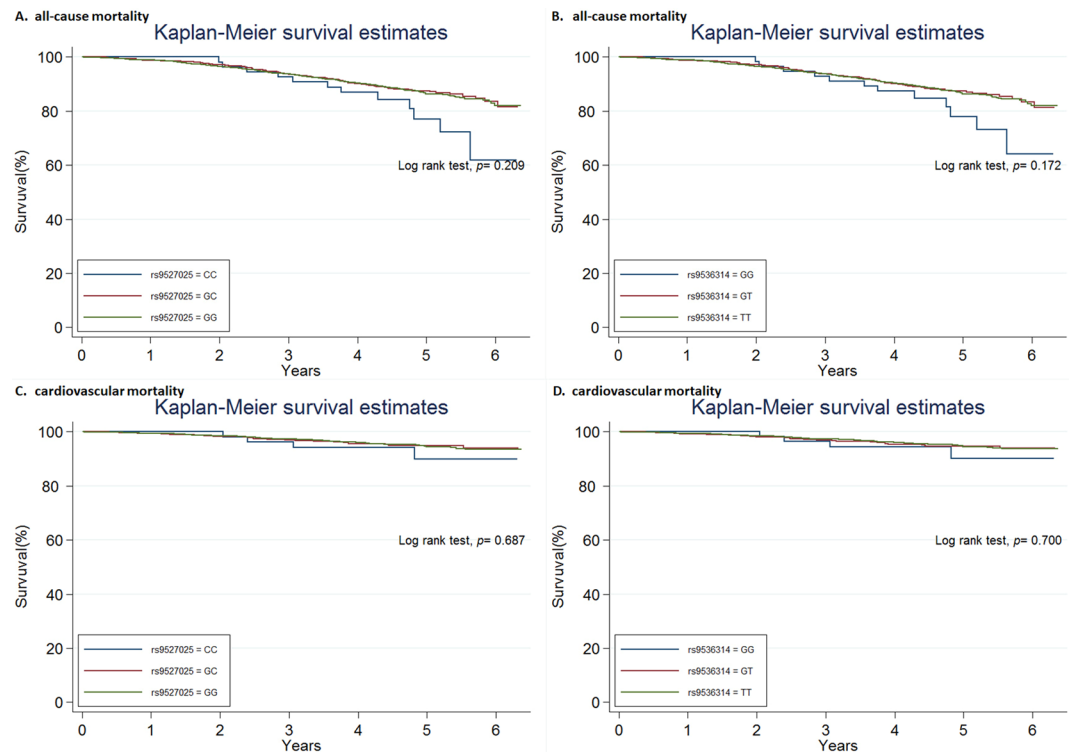 A. all-cause mortality
Kaplan-Meier survival estimates
Survuval(%)
100
80
60
40
20
0
Log rank test, p= 0.209
rs9527025 = CC
rs9527025 = GC
rs9527025 = GG
0 1 2 3 4 5 6
Years
B. all-cause mortality
Kaplan-Meier survival estimates
Survuval(%)
100
80
60
40
20
0
Log rank test, p= 0.172
rs9536314 = GG
rs9536314 = GT
rs9536314 = TT
0 1 2 3 4 5 6
Years
C. cardiovascular mortality
Kaplan-Meier survival estimates
Survuval(%)
100
80
60
40
20
0
Log rank test, p= 0.687
rs9527025 = CC
rs9527025 = GC
rs9527025 = GG
0 1 2 3 4 5 6
Years
D. cardiovascular mortality
Kaplan-Meier survival estimates
Survuval(%)
100
80
60
40
20
0
Log rank test, p= 0.700
rs9536314 = GG
rs9536314 = GT
rs9536314 = TT
0 1 2 3 4 5 6
Years